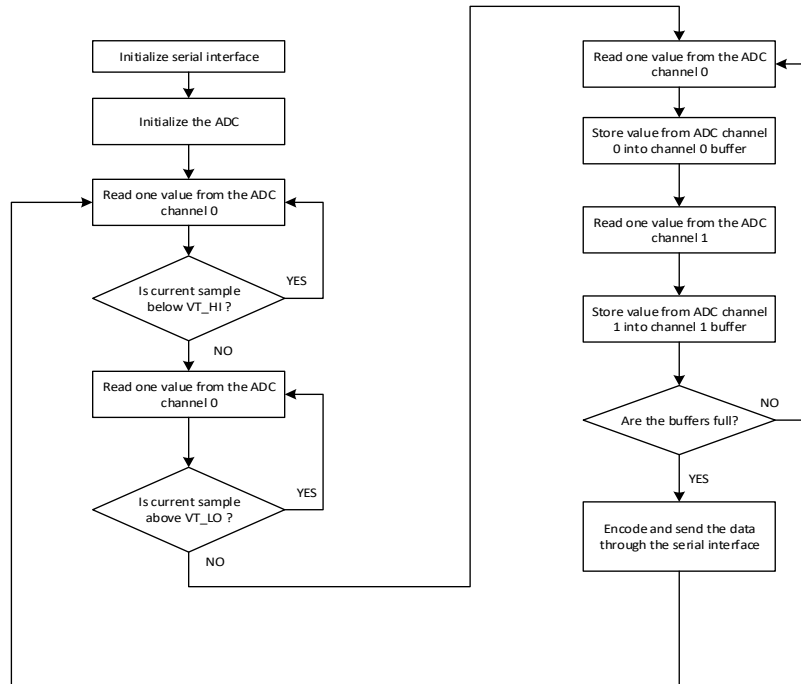 Initialize serial interface
Initialize the ADC
Read one value from the ADC
channel 0
YES
Is current sample
below VT_HI ?
NO
Read one value from the ADC
channel 0
YES
Is current sample
above VT_LO ?
NO
Read one value from the ADC
channel 0
Store value from ADC channel
0 into channel 0 buffer
Read one value from the ADC
channel 1
Store value from ADC channel
1 into channel 1 buffer
NO
Are the buffers full?
YES
Encode and send the data
through the serial interface